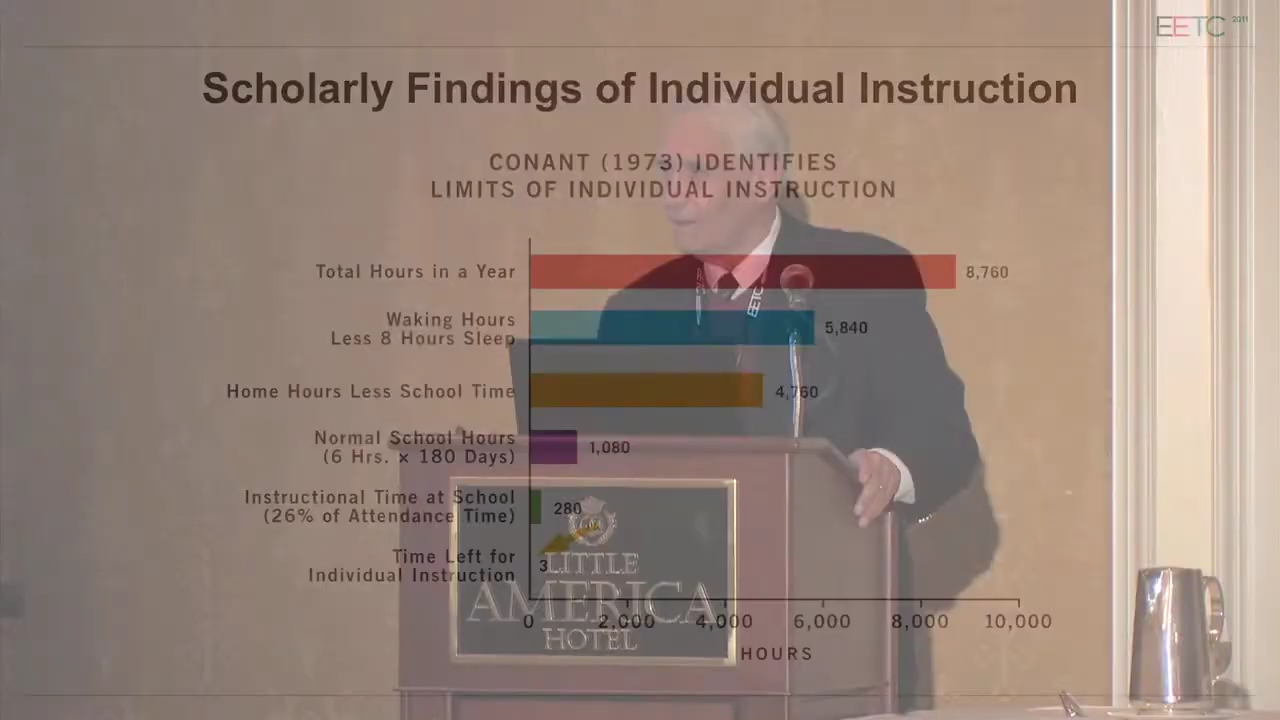 EETC 2011
Scholarly Findings of Individual Instruction
CONANT (1973) IDENTIFIES
LIMITS OF INDIVIDUAL INSTRUCTION
Total Hours in a Year
8,760
Waking Hours
Less 8 Hours Sleep
5,840
Home Hours Less School Time
4,760
Normal School Hours
(6 Hrs. × 180 Days)
1,080
Instructional Time at School
(26% of Attendance Time)
280
Time Left for
Individual Instruction
3
0 2,000 4,000 6,000 8,000 10,000
HOURS
EETC
LITTLE
AMERICA
HOTEL